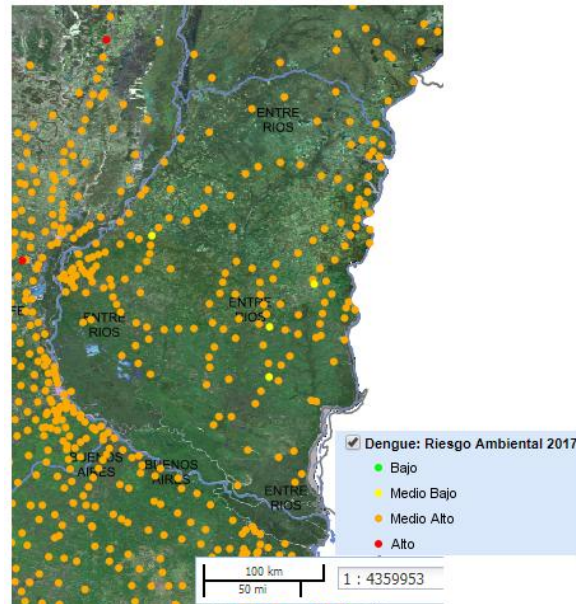 ENTRE
RIOS
FE
ENTRE
RIOS
ENTRE
RIOS
BUENOS
AIRES
BUENOS
AIRES
ENTRE
RIOS
Dengue: Riesgo Ambiental 2017
Bajo
Medio Bajo
Medio Alto
Alto
100 km
50 mi
1 : 4359953